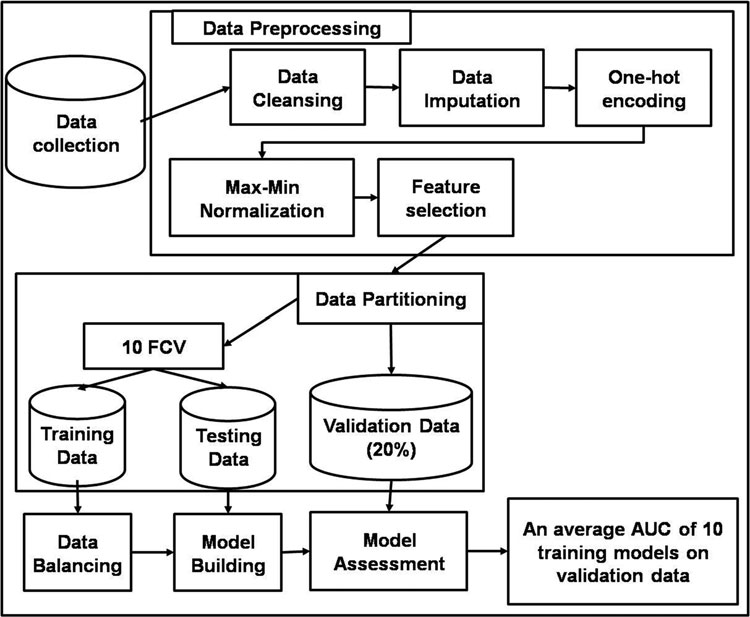 Data Preprocessing
Data
collection
Data
Cleansing
Data
Imputation
One-hot
encoding
Max-Min
Normalization
Feature
selection
Data Partitioning
10 FCV
Training
Data
Testing
Data
Validation Data
(20%)
Data
Balancing
Model
Building
Model
Assessment
An average AUC of 10
training models on
validation data